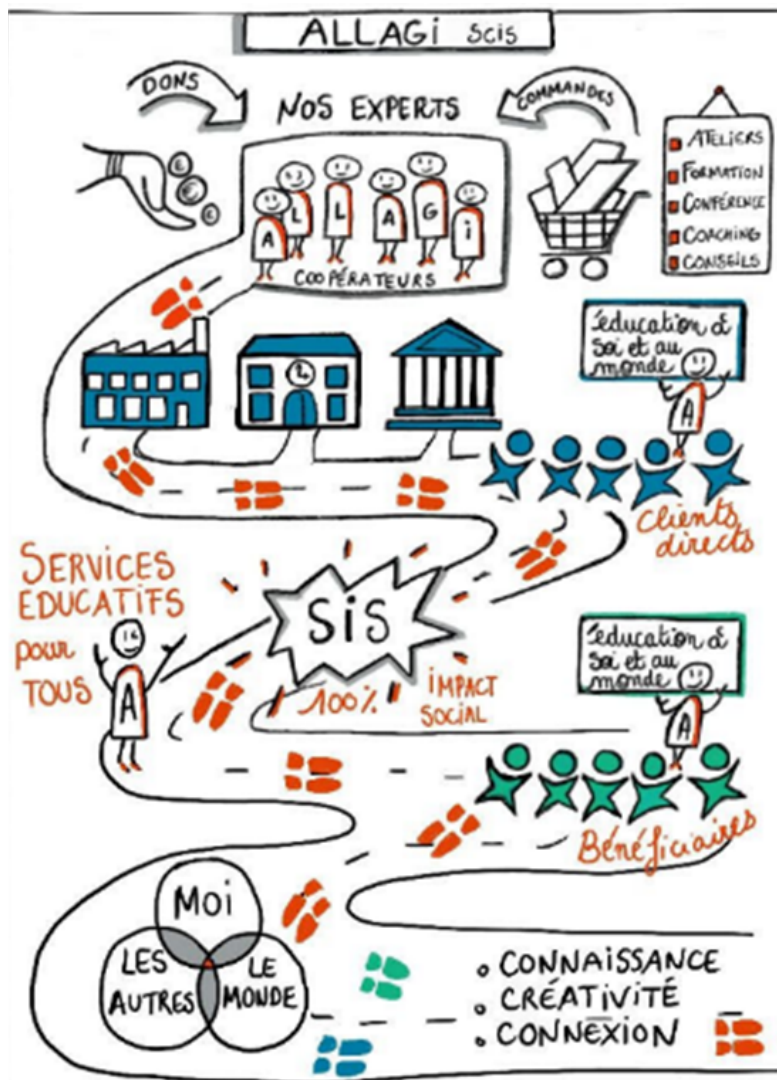 ALLAGI SCIS
DONS
NOS EXPERTS
COMMANDES
ATELIERS
FORMATION
CONFÉRENCE
COACHING
CONSEILS
A L L A G i
COOPÉRATEURS
l'éducation à
soi et au
monde
A
Clients
directs
SERVICES
EDUCATIFS
pour
TOUS
A
SiS
100%
IMPACT
SOCIAL
l'éducation à
soi et au
monde
A
Bénéficiaires
MOi
LES
AUTRES
LE
MONDE
CONNAiSSANCE
CRÉATiViTÉ
CONNEXiON